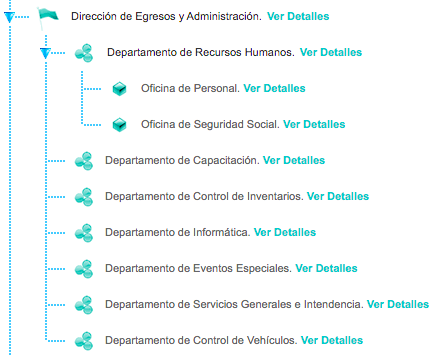 Dirección de Egresos y Administración. Ver Detalles
Departamento de Recursos Humanos. Ver Detalles
Oficina de Personal. Ver Detalles
Oficina de Seguridad Social. Ver Detalles
Departamento de Capacitación. Ver Detalles
Departamento de Control de Inventarios. Ver Detalles
Departamento de Informática. Ver Detalles
Departamento de Eventos Especiales. Ver Detalles
Departamento de Servicios Generales e Intendencia. Ver Detalles
Departamento de Control de Vehículos. Ver Detalles